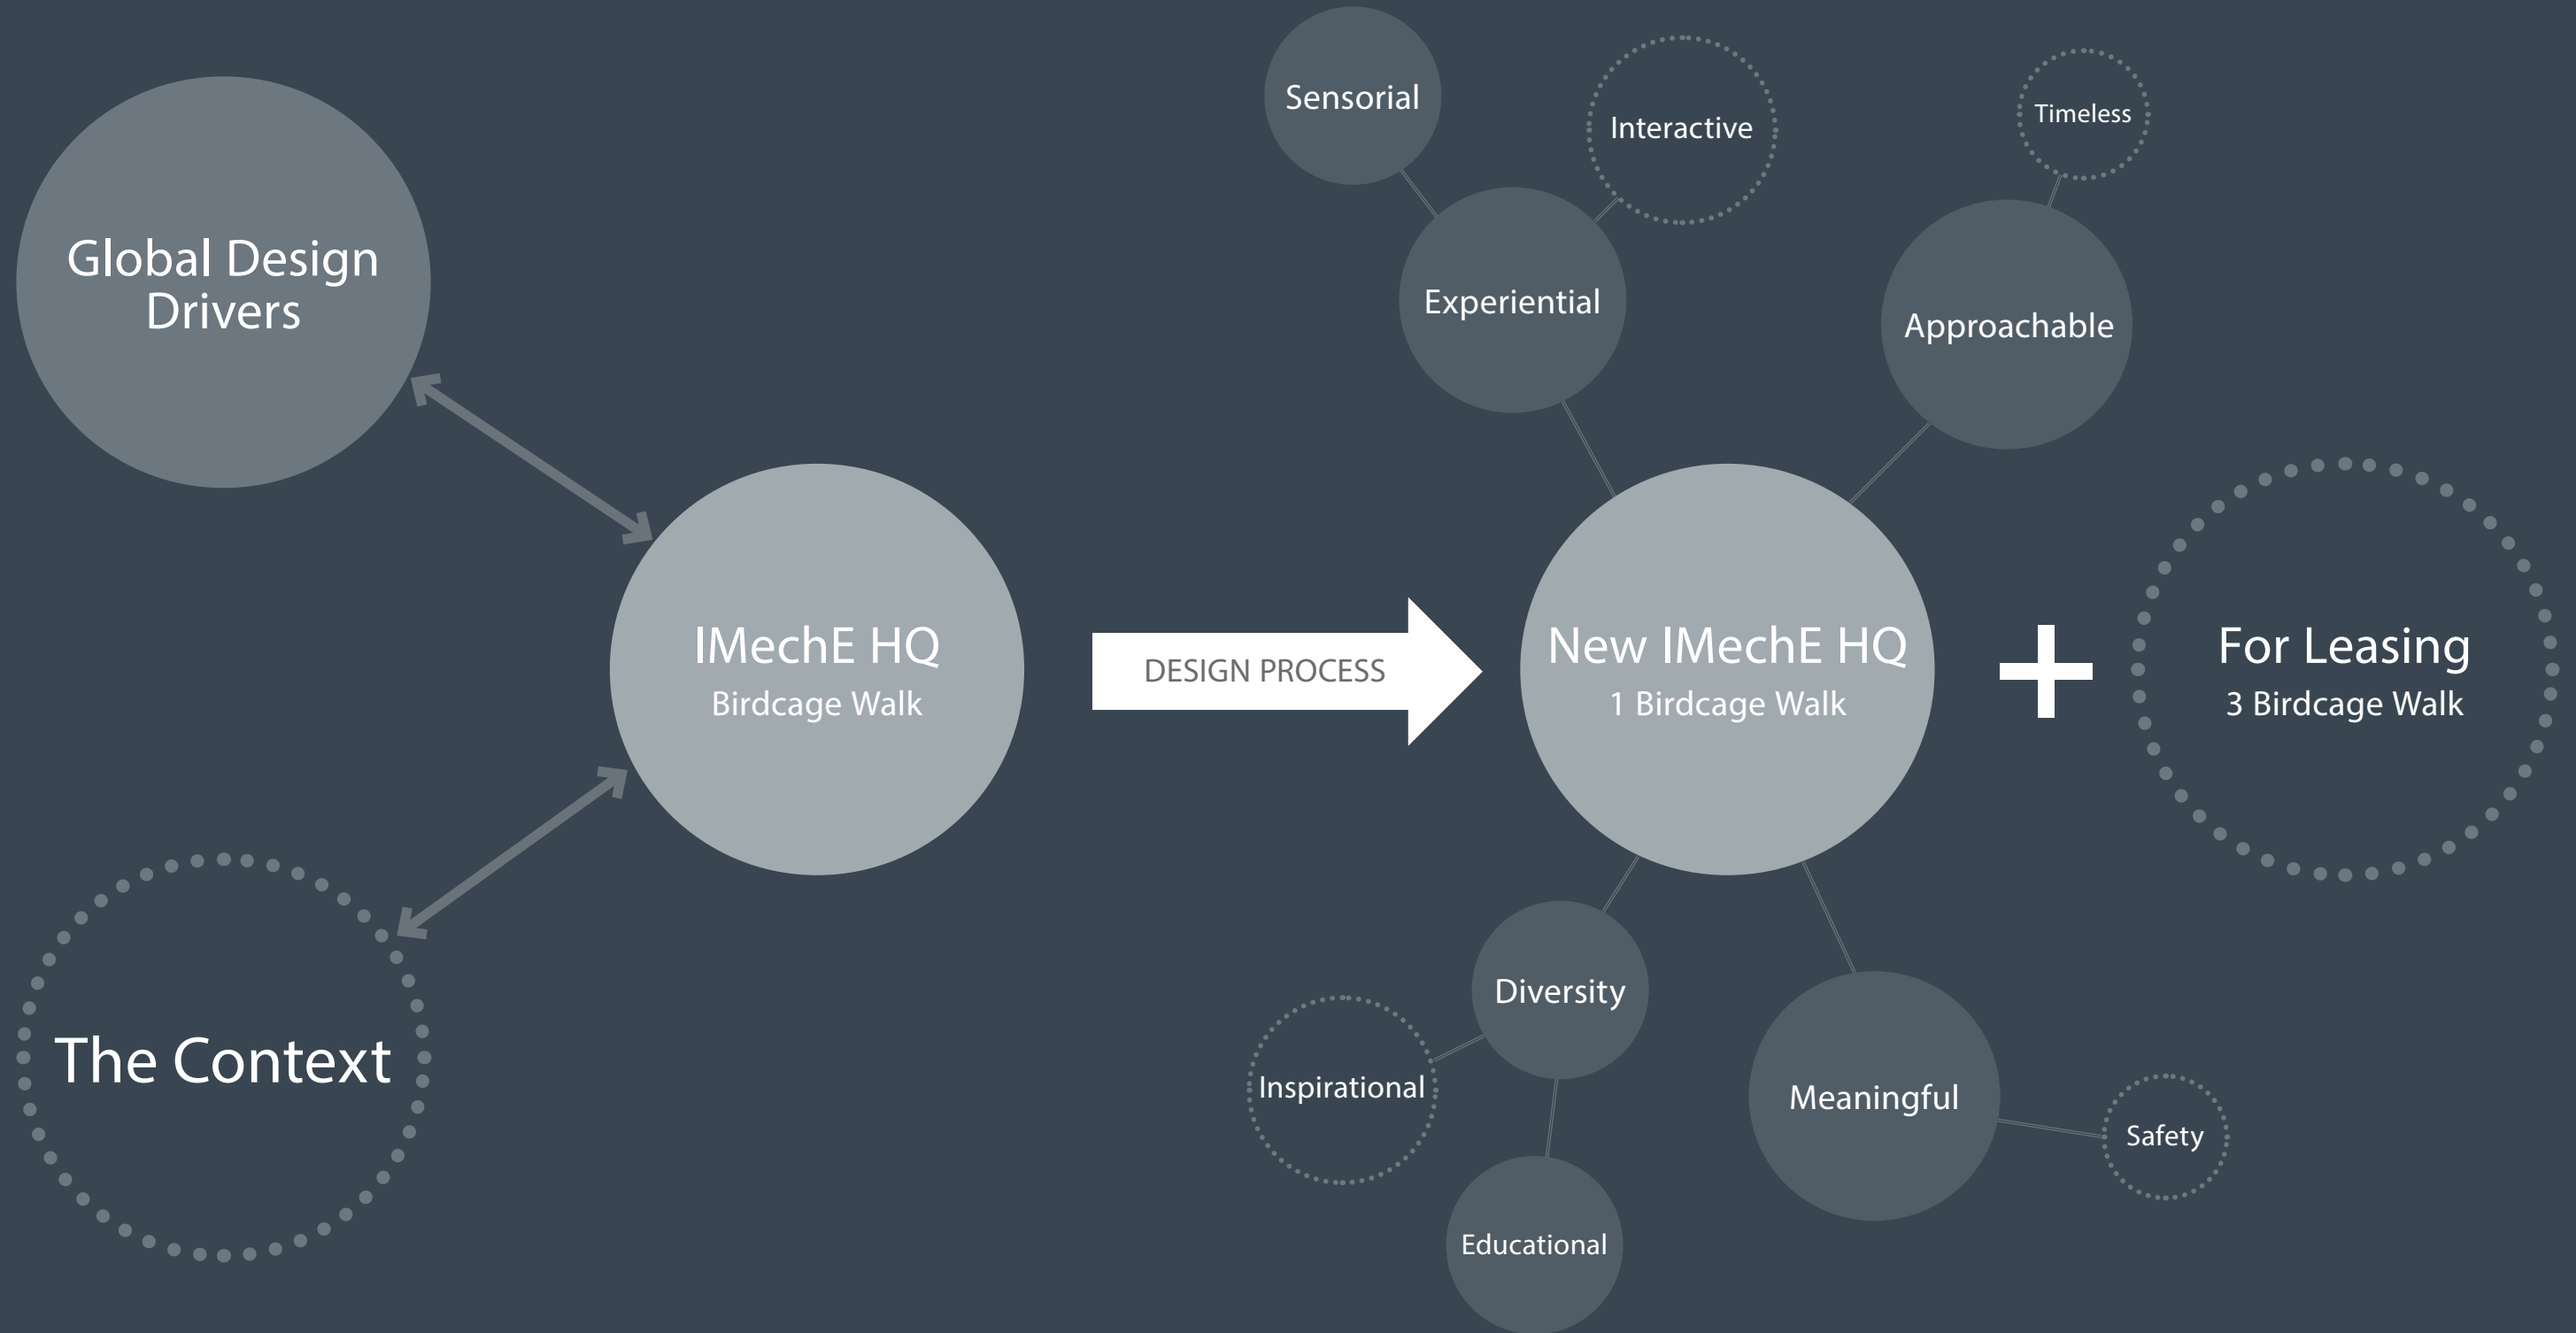 Sensorial
Interactive
Timeless
Global Design
Drivers
Experiential
Approachable
IMechE HQ
Birdcage Walk
DESIGN PROCESS
New IMechE HQ
1 Birdcage Walk
For Leasing
3 Birdcage Walk
The Context
Diversity
Inspirational
Meaningful
Safety
Educational